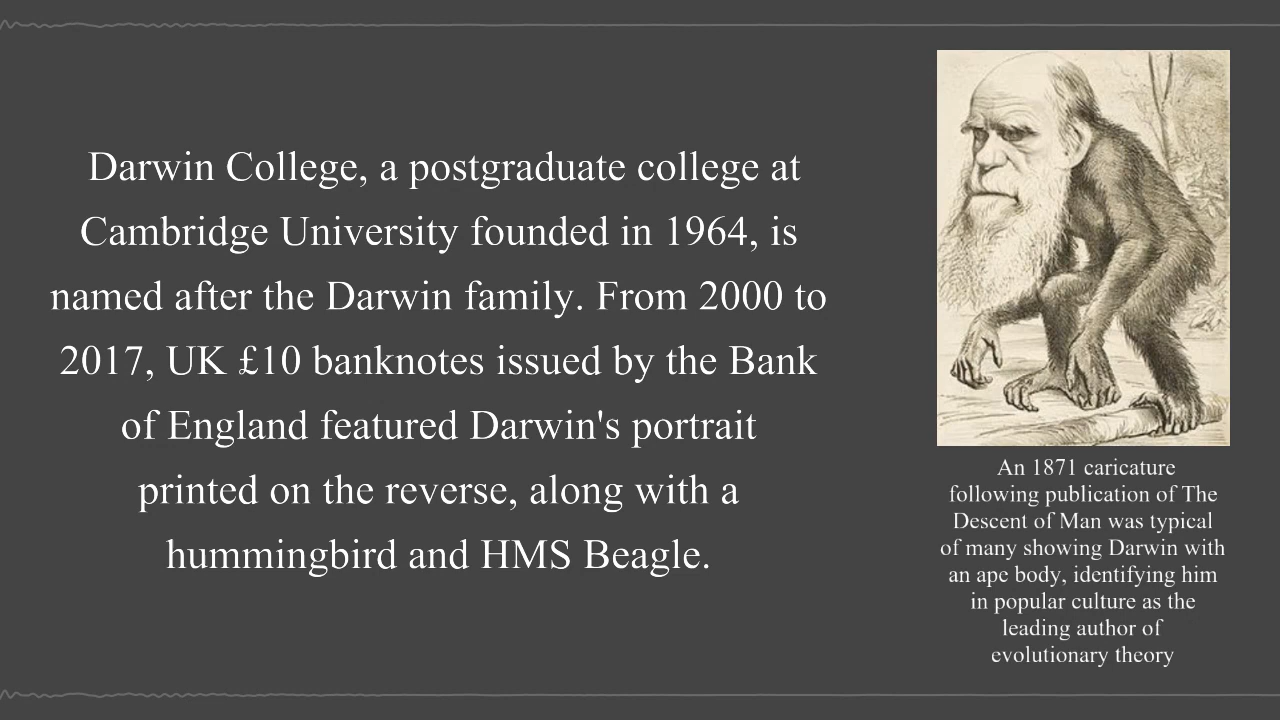 Darwin College, a postgraduate college at
Cambridge University founded in 1964, is
named after the Darwin family. From 2000 to
2017, UK £10 banknotes issued by the Bank
of England featured Darwin's portrait
printed on the reverse, along with a
hummingbird and HMS Beagle.
An 1871 caricature
following publication of The
Descent of Man was typical
of many showing Darwin with
an ape body, identifying him
in popular culture as the
leading author of
evolutionary theory